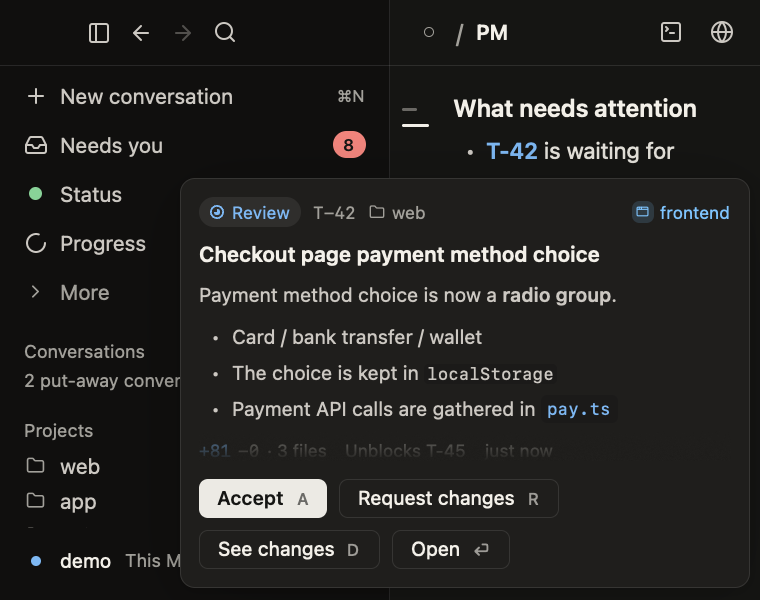 / PM
New conversation ⌘N
Needs you 8
Status
Progress
More
Conversations
2 put-away conver
Projects
web
app
demo This M
What needs attention
• T-42 is waiting for
Review T-42 web frontend
Checkout page payment method choice
Payment method choice is now a radio group.
• Card / bank transfer / wallet
• The choice is kept in localStorage
• Payment API calls are gathered in pay.ts
+81 −0 · 3 files Unblocks T-45 just now
Accept A
Request changes R
See changes D
Open ↵